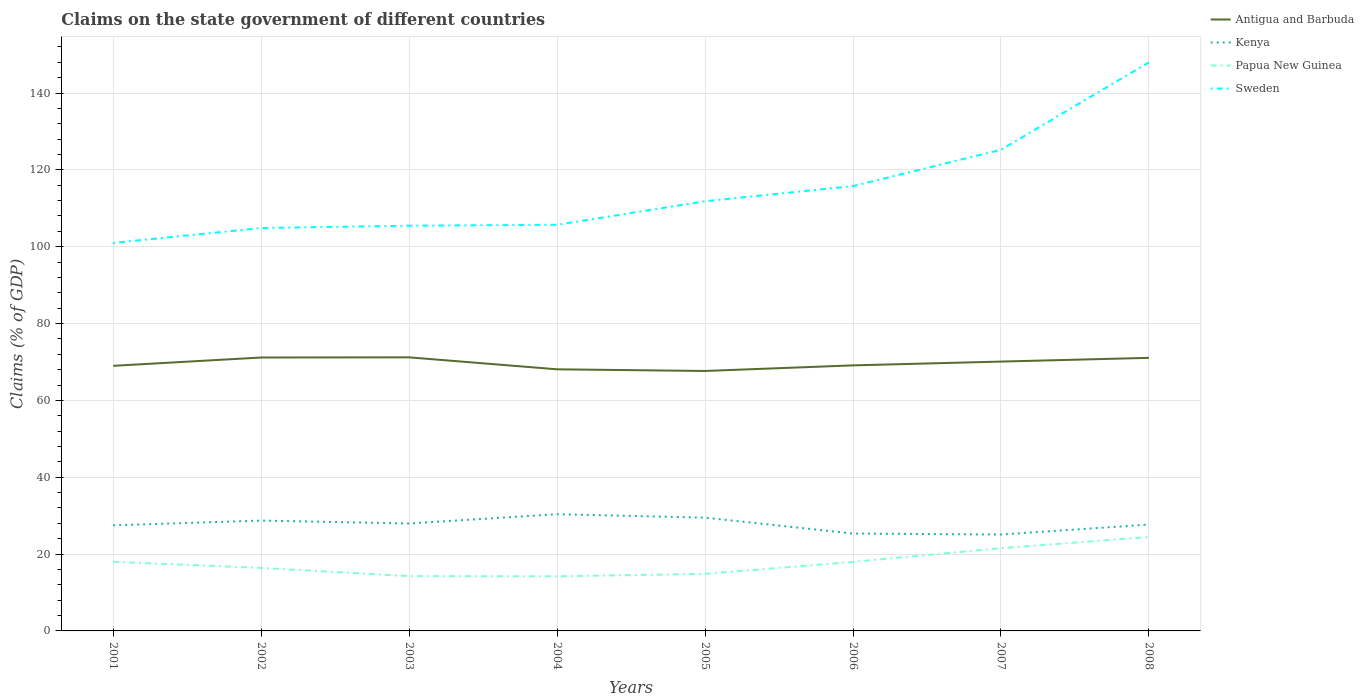 Claims on the state government of different countries
Antigua and Barbuda
Kenya
Papua New Guinea
Sweden
Claims (% of GDP)
140
120
100
80
60
40
20
0
2001
2002
2003
2004
2005
2006
2007
2008
Years